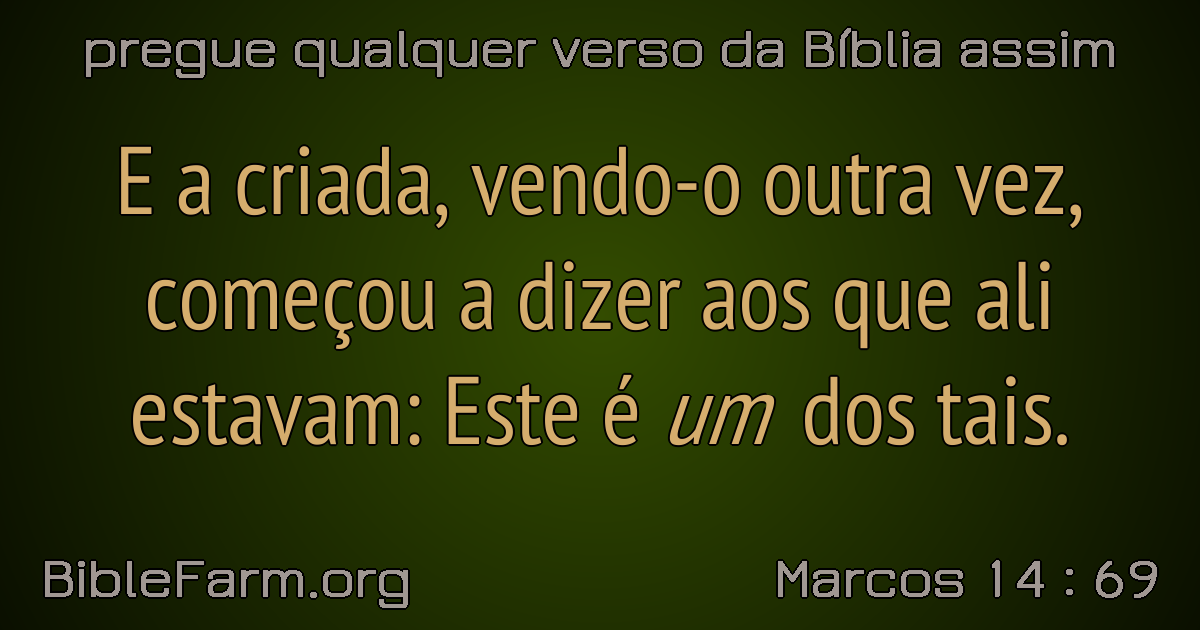 pregue qualquer verso da Bíblia assim
E a criada, vendo-o outra vez,
começou a dizer aos que ali
estavam: Este é um dos tais.
BibleFarm.org
Marcos 14 : 69